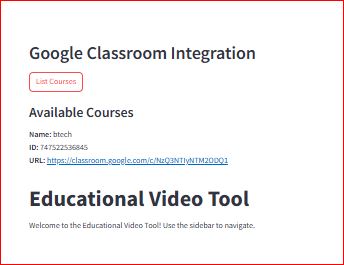 Google Classroom Integration
List Courses
Available Courses
Name: btech
ID: 747522536845
URL: https://classroom.google.com/c/NzQ3NTIyNTM2ODQ1
Educational Video Tool
Welcome to the Educational Video Tool! Use the sidebar to navigate.